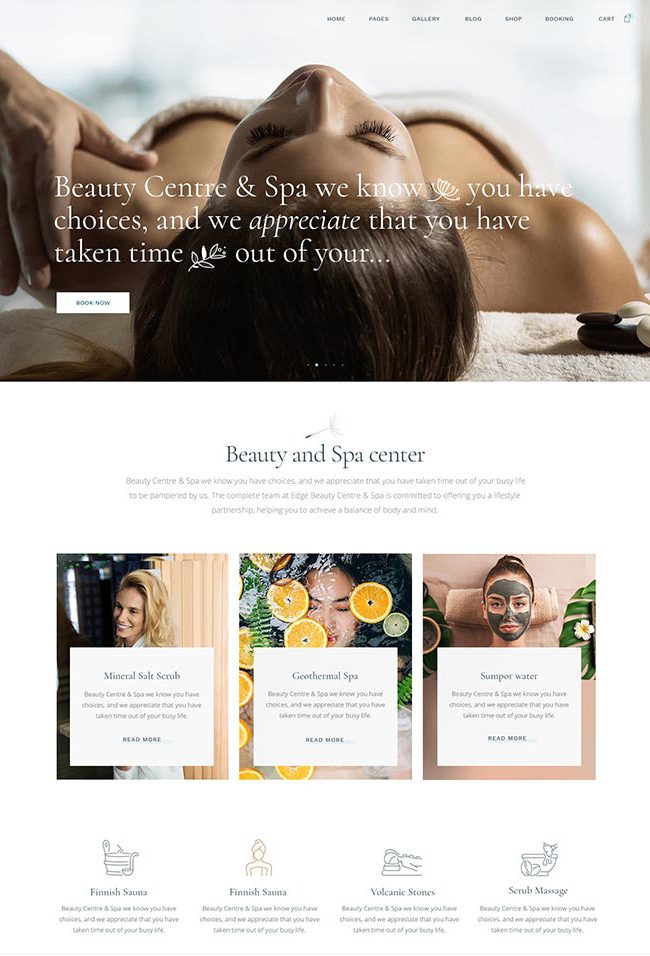 HOME PAGES GALLERY BLOG SHOP BOOKING CART
Beauty Centre & Spa we know you have
choices, and we appreciate that you have
taken time out of your...
BOOK NOW
Beauty and Spa center
Beauty Centre & Spa we know you have choices, and we appreciate that you have taken time out of your busy life
to be pampered by us. The complete team at Edge Beauty Centre & Spa is committed to offering you a lifestyle
partnership, helping you to achieve a balance of body and mind.
Mineral Salt Scrub
Beauty Centre & Spa we know you have
choices, and we appreciate that you have
taken time out of your busy life.
READ MORE
Geothermal Spa
Beauty Centre & Spa we know you have
choices, and we appreciate that you have
taken time out of your busy life.
READ MORE
Sumpor water
Beauty Centre & Spa we know you have
choices, and we appreciate that you have
taken time out of your busy life.
READ MORE
Finnish Sauna
Beauty Centre & Spa we know you have
choices, and we appreciate that you have
taken time out of your busy life.
Finnish Sauna
Beauty Centre & Spa we know you have
choices, and we appreciate that you have
taken time out of your busy life.
Volcanic Stones
Beauty Centre & Spa we know you have
choices, and we appreciate that you have
taken time out of your busy life.
Scrub Massage
Beauty Centre & Spa we know you have
choices, and we appreciate that you have
taken time out of your busy life.